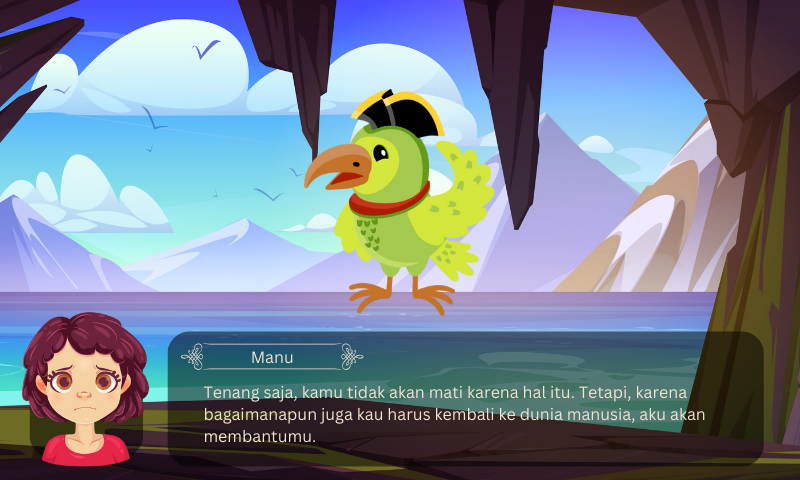 Manu
Tenang saja, kamu tidak akan mati karena hal itu. Tetapi, karena
bagaimanapun juga kau harus kembali ke dunia manusia, aku akan
membantumu.